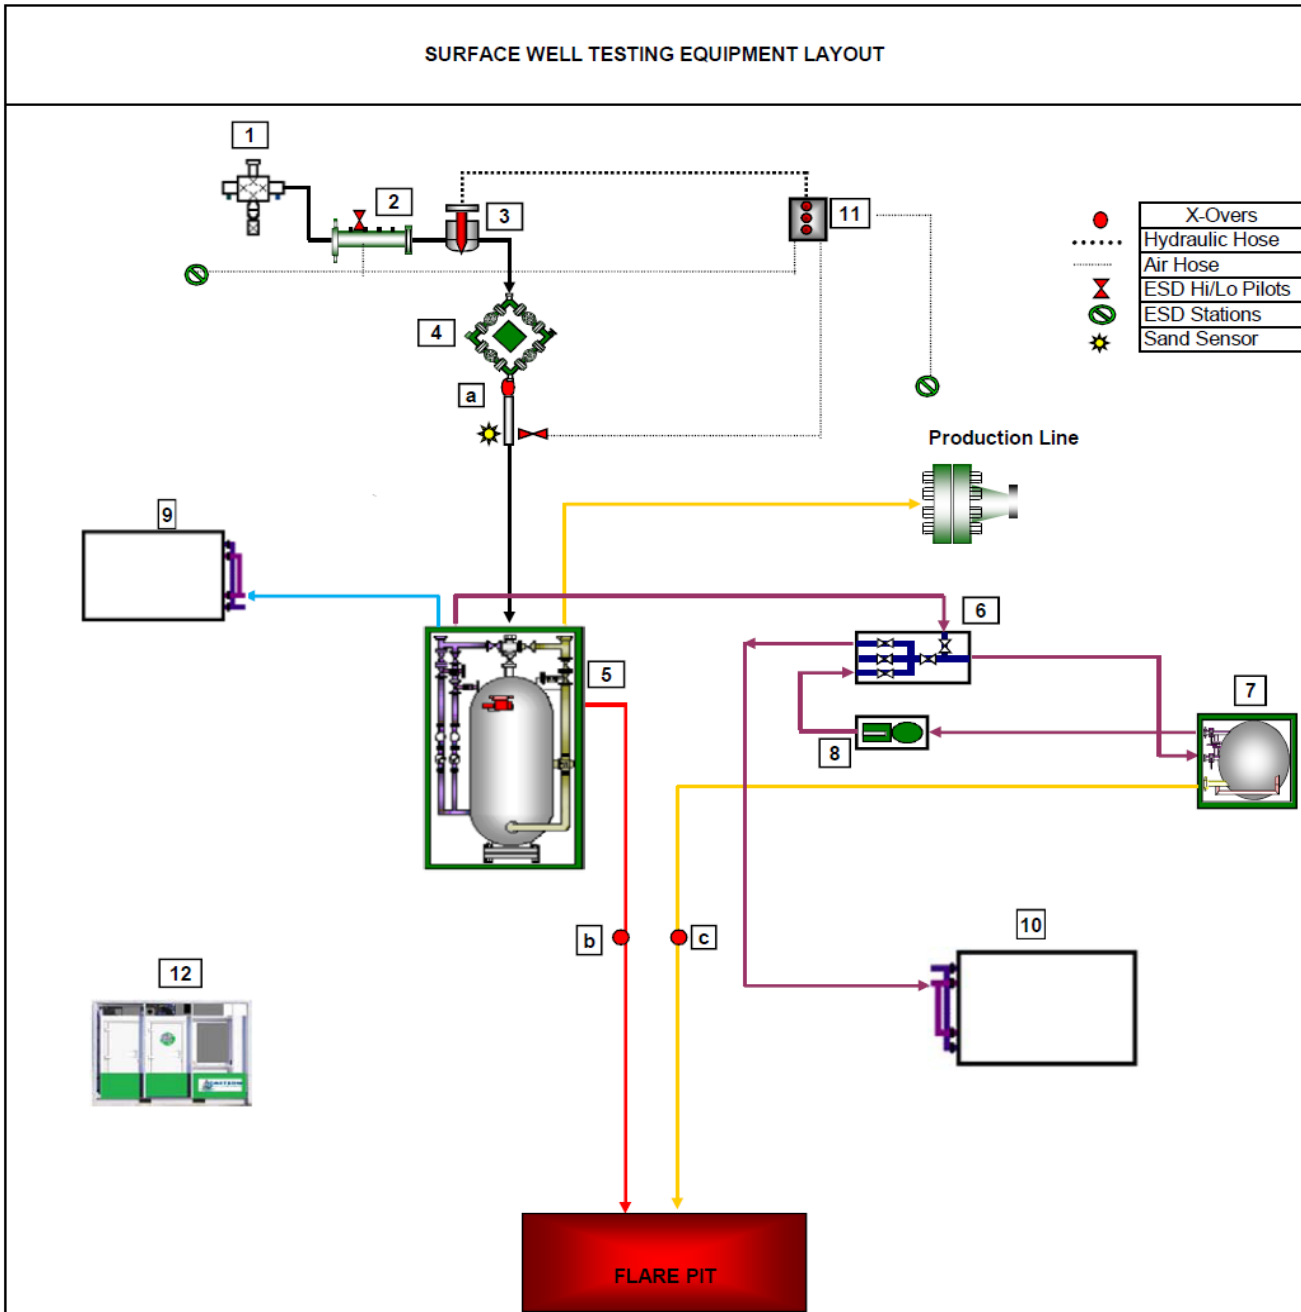 SURFACE WELL TESTING EQUIPMENT LAYOUT
1
2
3
11
X-Overs
Hydraulic Hose
Air Hose
ESD Hi/Lo Pilots
ESD Stations
Sand Sensor
4
a
Production Line
9
6
5
7
8
b
c
10
12
FLARE PIT